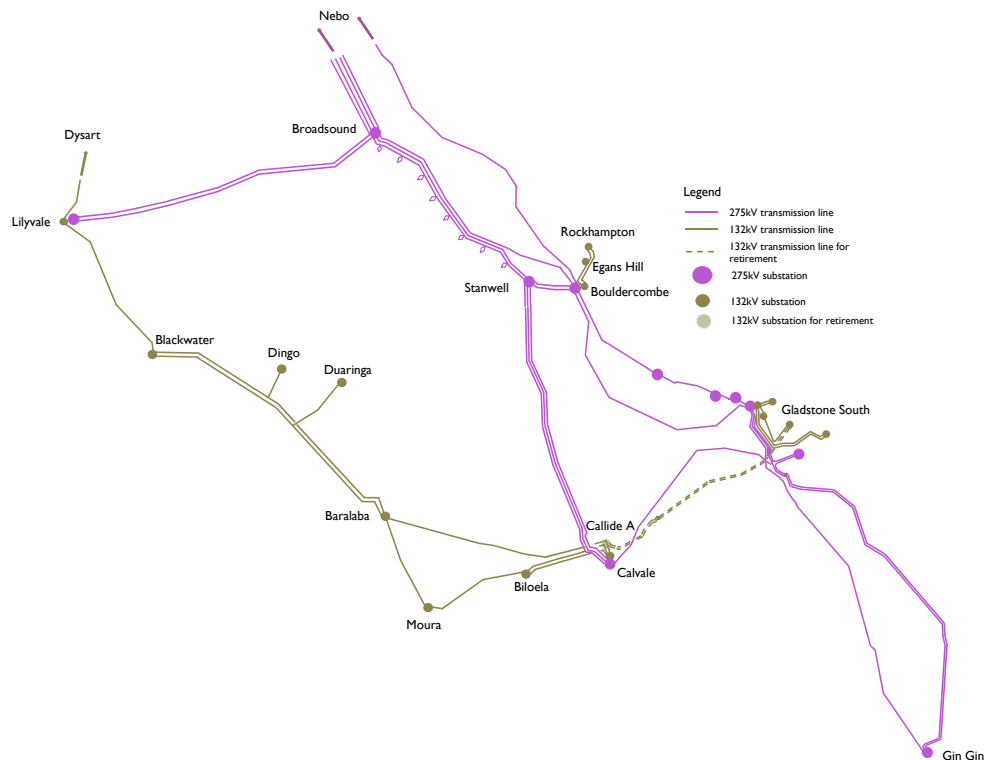 Nebo
Broadsound
Dysart
Lilyvale
Legend
275kV transmission line
132kV transmission line
132kV transmission line for
retirement
275kV substation
132kV substation
132kV substation for retirement
Rockhampton
Egans Hill
Stanwell
Bouldercombe
Blackwater
Dingo
Duaringa
Gladstone South
Baralaba
Callide A
Calvale
Biloela
Moura
Gin Gin